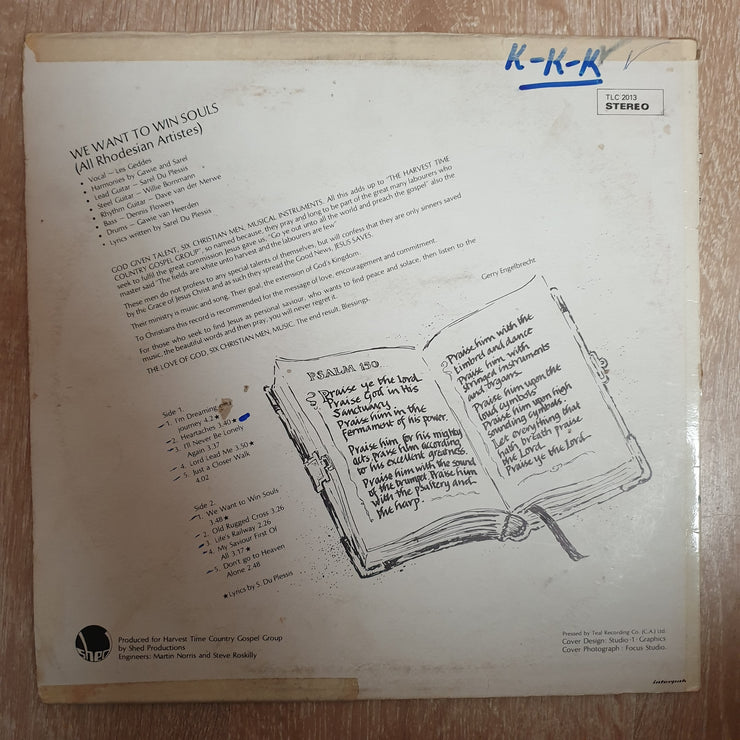 K-K-K
TLC 2013
STEREO
WE WANT TO WIN SOULS
(All Rhodesian Artistes)
• Vocal – Les Geddes
• Harmonies by Gawie and Sarel
• Lead Guitar – Sarel Du Plessis
• Steel Guitar – Willie Bornmann
• Rhythm Guitar – Dave van der Merwe
• Bass – Dennis Flowers
• Drums – Gawie van Heerden
• Lyrics written by Sarel Du Plessis
GOD GIVEN TALENT, SIX CHRISTIAN MEN, MUSICAL INSTRUMENTS. All this adds up to "THE HARVEST TIME
COUNTRY GOSPEL GROUP", so named because, they pray and long to be part of the great many labourers who
seek to fulfil the great commission Jesus gave us. "Go ye out unto all the world and preach the gospel" also the
master said "The fields are white unto harvest and the labourers are few"
These men do not profess to any special talents of themselves, but will confess that they are only sinners saved
by the Grace of Jesus Christ and as such they spread the Good News, JESUS SAVES.
Their ministry is music and song. Their goal, the extension of God's Kingdom.
To Christians this record is recommended for the message of love, encouragement and commitment.
For those who seek to find Jesus as personal saviour, who wants to find peace and solace, then listen to the
music, the beautiful words and then pray, you will never regret it.
THE LOVE OF GOD, SIX CHRISTIAN MEN, MUSIC. The end result, Blessings.
Gerry Engelbrecht
PSALM 150
Praise ye the Lord
Praise God in His
Sanctuary
Praise him in the
fermament of his power.
Praise him for his mighty
acts, praise him according
to his excellent greatness.
Praise him with the sound
of the trumpet. Praise him
with the psaltery and
the harp
Praise him with the
timbrel and dance
Praise him with
stringed instruments
and organs.
Praise him upon the
loud cymbals
Praise him upon high
sounding cymbals.
Let everything that
hath breath praise
the Lord.
Praise ye the Lord.
Side 1.
1. I'm Dreaming
journey 4.2 ★
2. Heartaches 3.40 ★
3. I'll Never Be Lonely
Again 3.37
4. Lord Lead Me 3.50 ★
5. Just a Closer Walk
4.02
Side 2.
1. We Want to Win Souls
3.48 ★
2. Old Rugged Cross 3.26
3. Life's Railway 2.26
4. My Saviour First Of
All 3.17 ★
5. Don't go to Heaven
Alone 2.48
★ Lyrics by S. Du Plessis
Shed
Produced for Harvest Time Country Gospel Group
by Shed Productions
Engineers: Martin Norris and Steve Roskilly
Pressed by Teal Recording Co. (C.A.) Ltd.
Cover Design: Studio ·1· Graphics
Cover Photograph : Focus Studio.
interpak